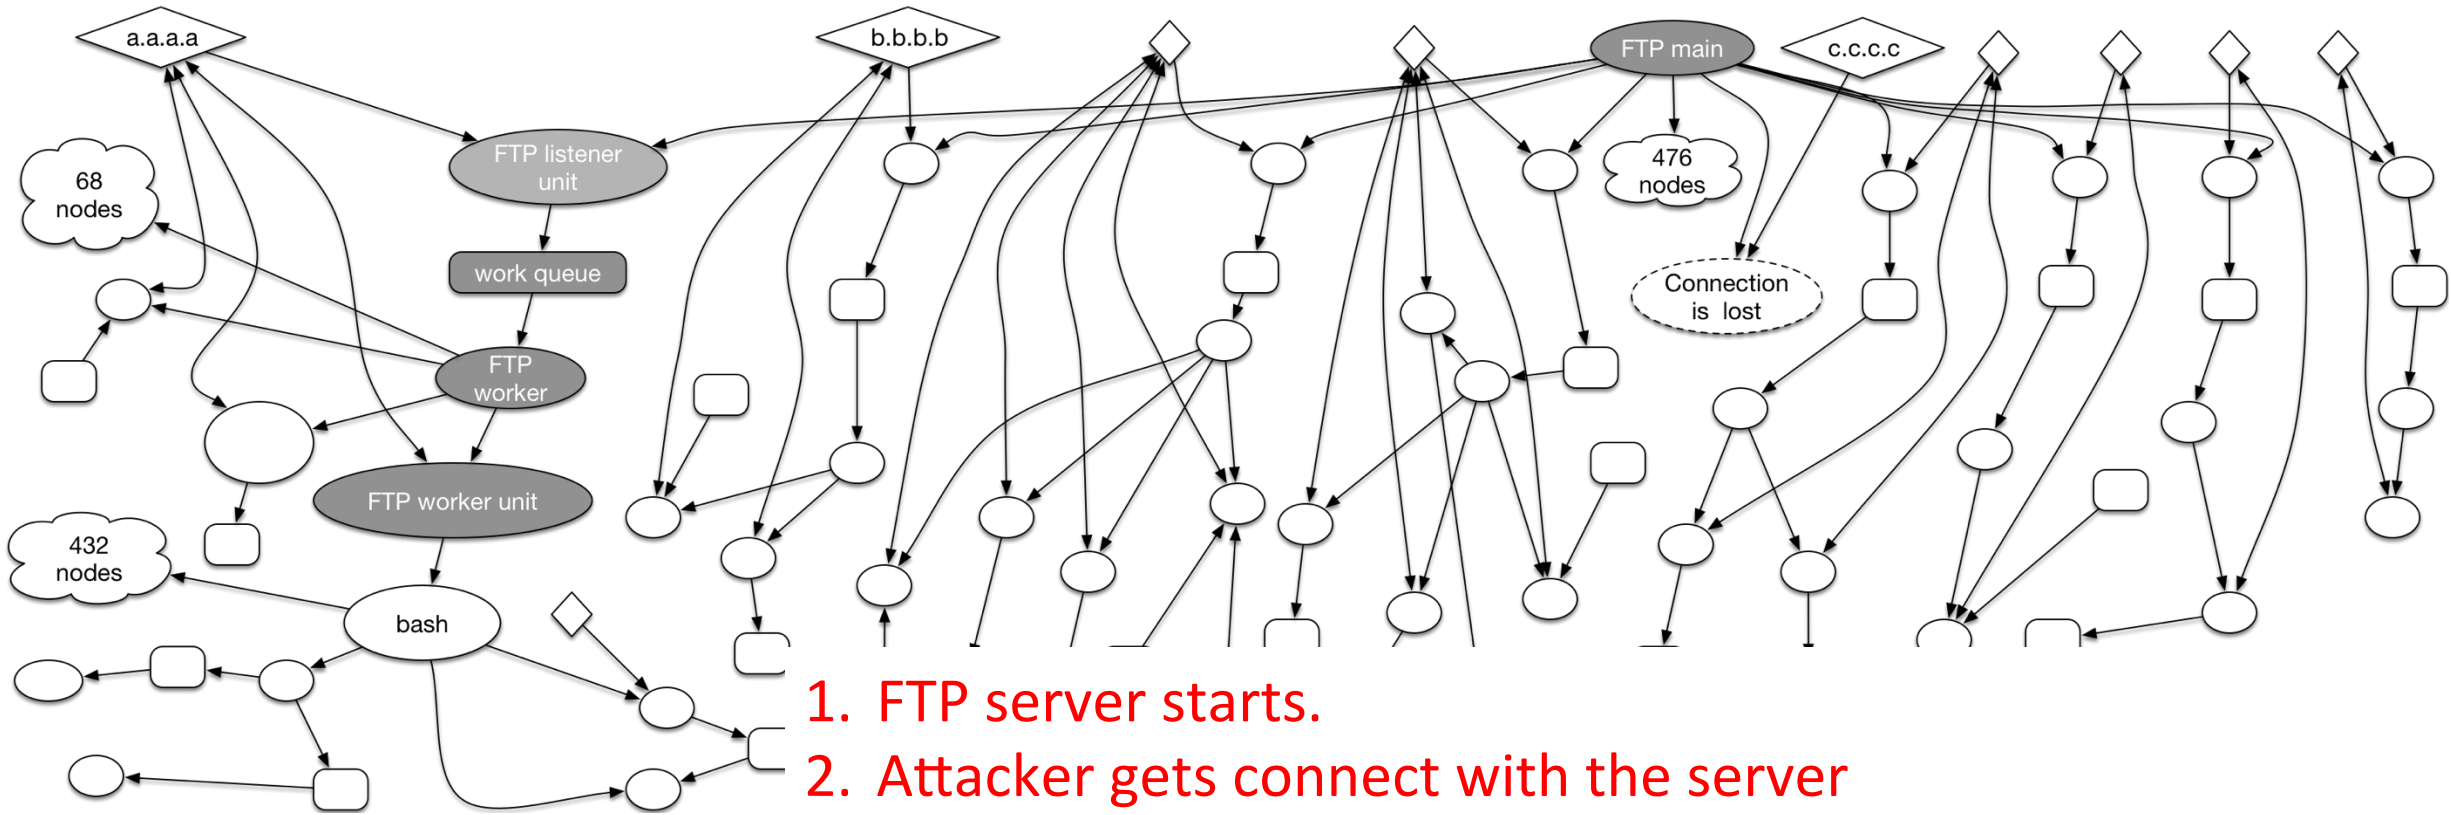 a.a.a.a
b.b.b.b
FTP main
c.c.c.c
FTP listener
unit
476
nodes
68
nodes
work queue
Connection
is lost
FTP
worker
FTP worker unit
432
nodes
bash
1. FTP server starts.
2. Attacker gets connect with the server